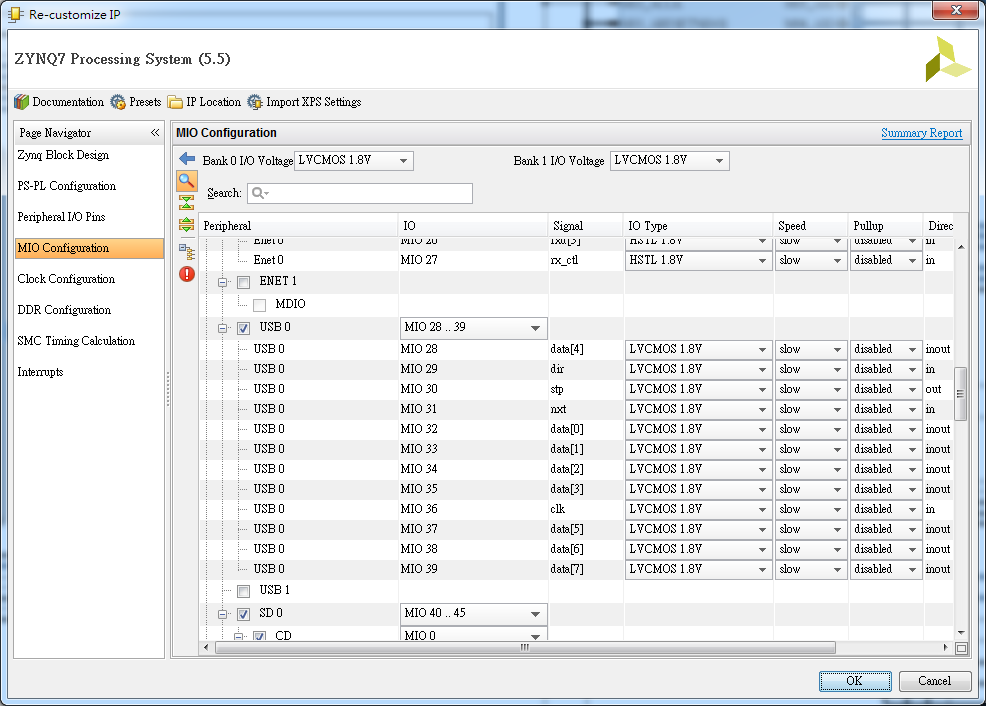 Re-customize IP
ZYNQ7 Processing System (5.5)
Documentation Presets IP Location Import XPS Settings
Page Navigator «
Zynq Block Design
PS-PL Configuration
Peripheral I/O Pins
MIO Configuration
Clock Configuration
DDR Configuration
SMC Timing Calculation
Interrupts
MIO Configuration Summary Report
Bank 0 I/O Voltage LVCMOS 1.8V Bank 1 I/O Voltage LVCMOS 1.8V
Search:
Peripheral IO Signal IO Type Speed Pullup Direc
Enet 0 MIO 26 rxd[3] HSTL 1.8V slow disabled in
Enet 0 MIO 27 rx_ctl HSTL 1.8V slow disabled in
ENET 1
MDIO
USB 0 MIO 28 .. 39
USB 0 MIO 28 data[4] LVCMOS 1.8V slow disabled inout
USB 0 MIO 29 dir LVCMOS 1.8V slow disabled in
USB 0 MIO 30 stp LVCMOS 1.8V slow disabled out
USB 0 MIO 31 nxt LVCMOS 1.8V slow disabled in
USB 0 MIO 32 data[0] LVCMOS 1.8V slow disabled inout
USB 0 MIO 33 data[1] LVCMOS 1.8V slow disabled inout
USB 0 MIO 34 data[2] LVCMOS 1.8V slow disabled inout
USB 0 MIO 35 data[3] LVCMOS 1.8V slow disabled inout
USB 0 MIO 36 clk LVCMOS 1.8V slow disabled in
USB 0 MIO 37 data[5] LVCMOS 1.8V slow disabled inout
USB 0 MIO 38 data[6] LVCMOS 1.8V slow disabled inout
USB 0 MIO 39 data[7] LVCMOS 1.8V slow disabled inout
USB 1
SD 0 MIO 40 .. 45
CD MIO 0
OK Cancel